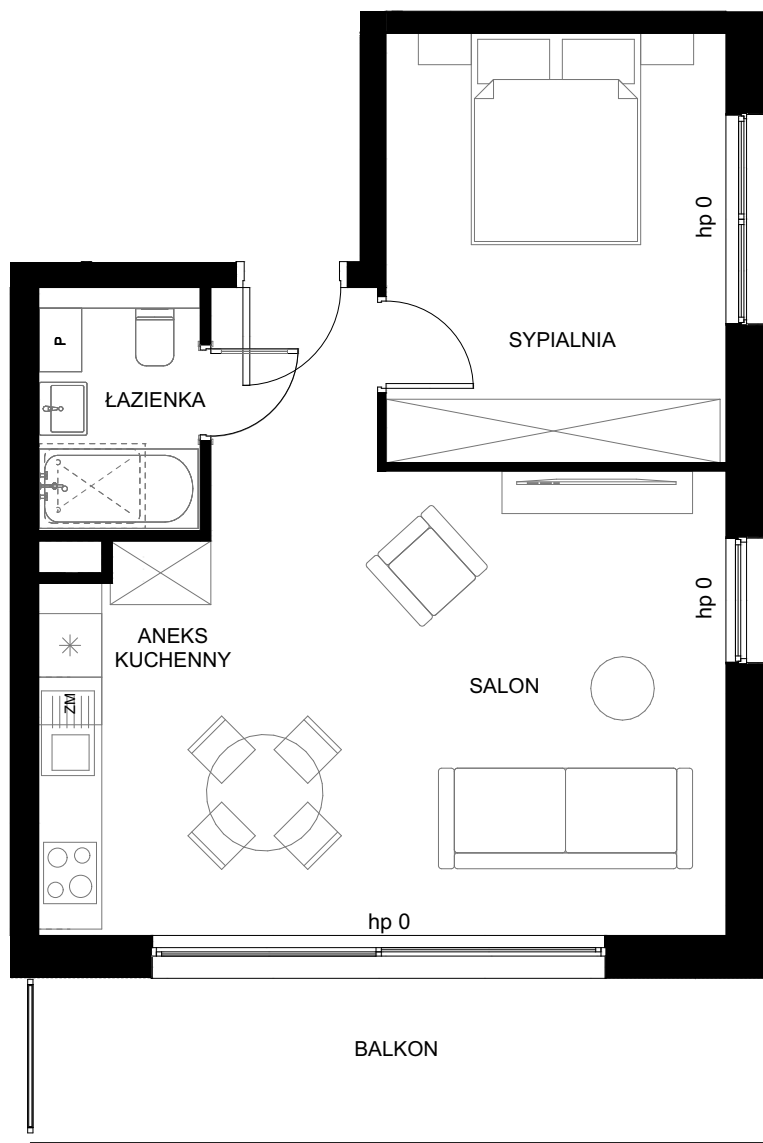 hp 0
SYPIALNIA
P
ŁAZIENKA
hp 0
ANEKS
KUCHENNY
SALON
ZM
hp 0
BALKON